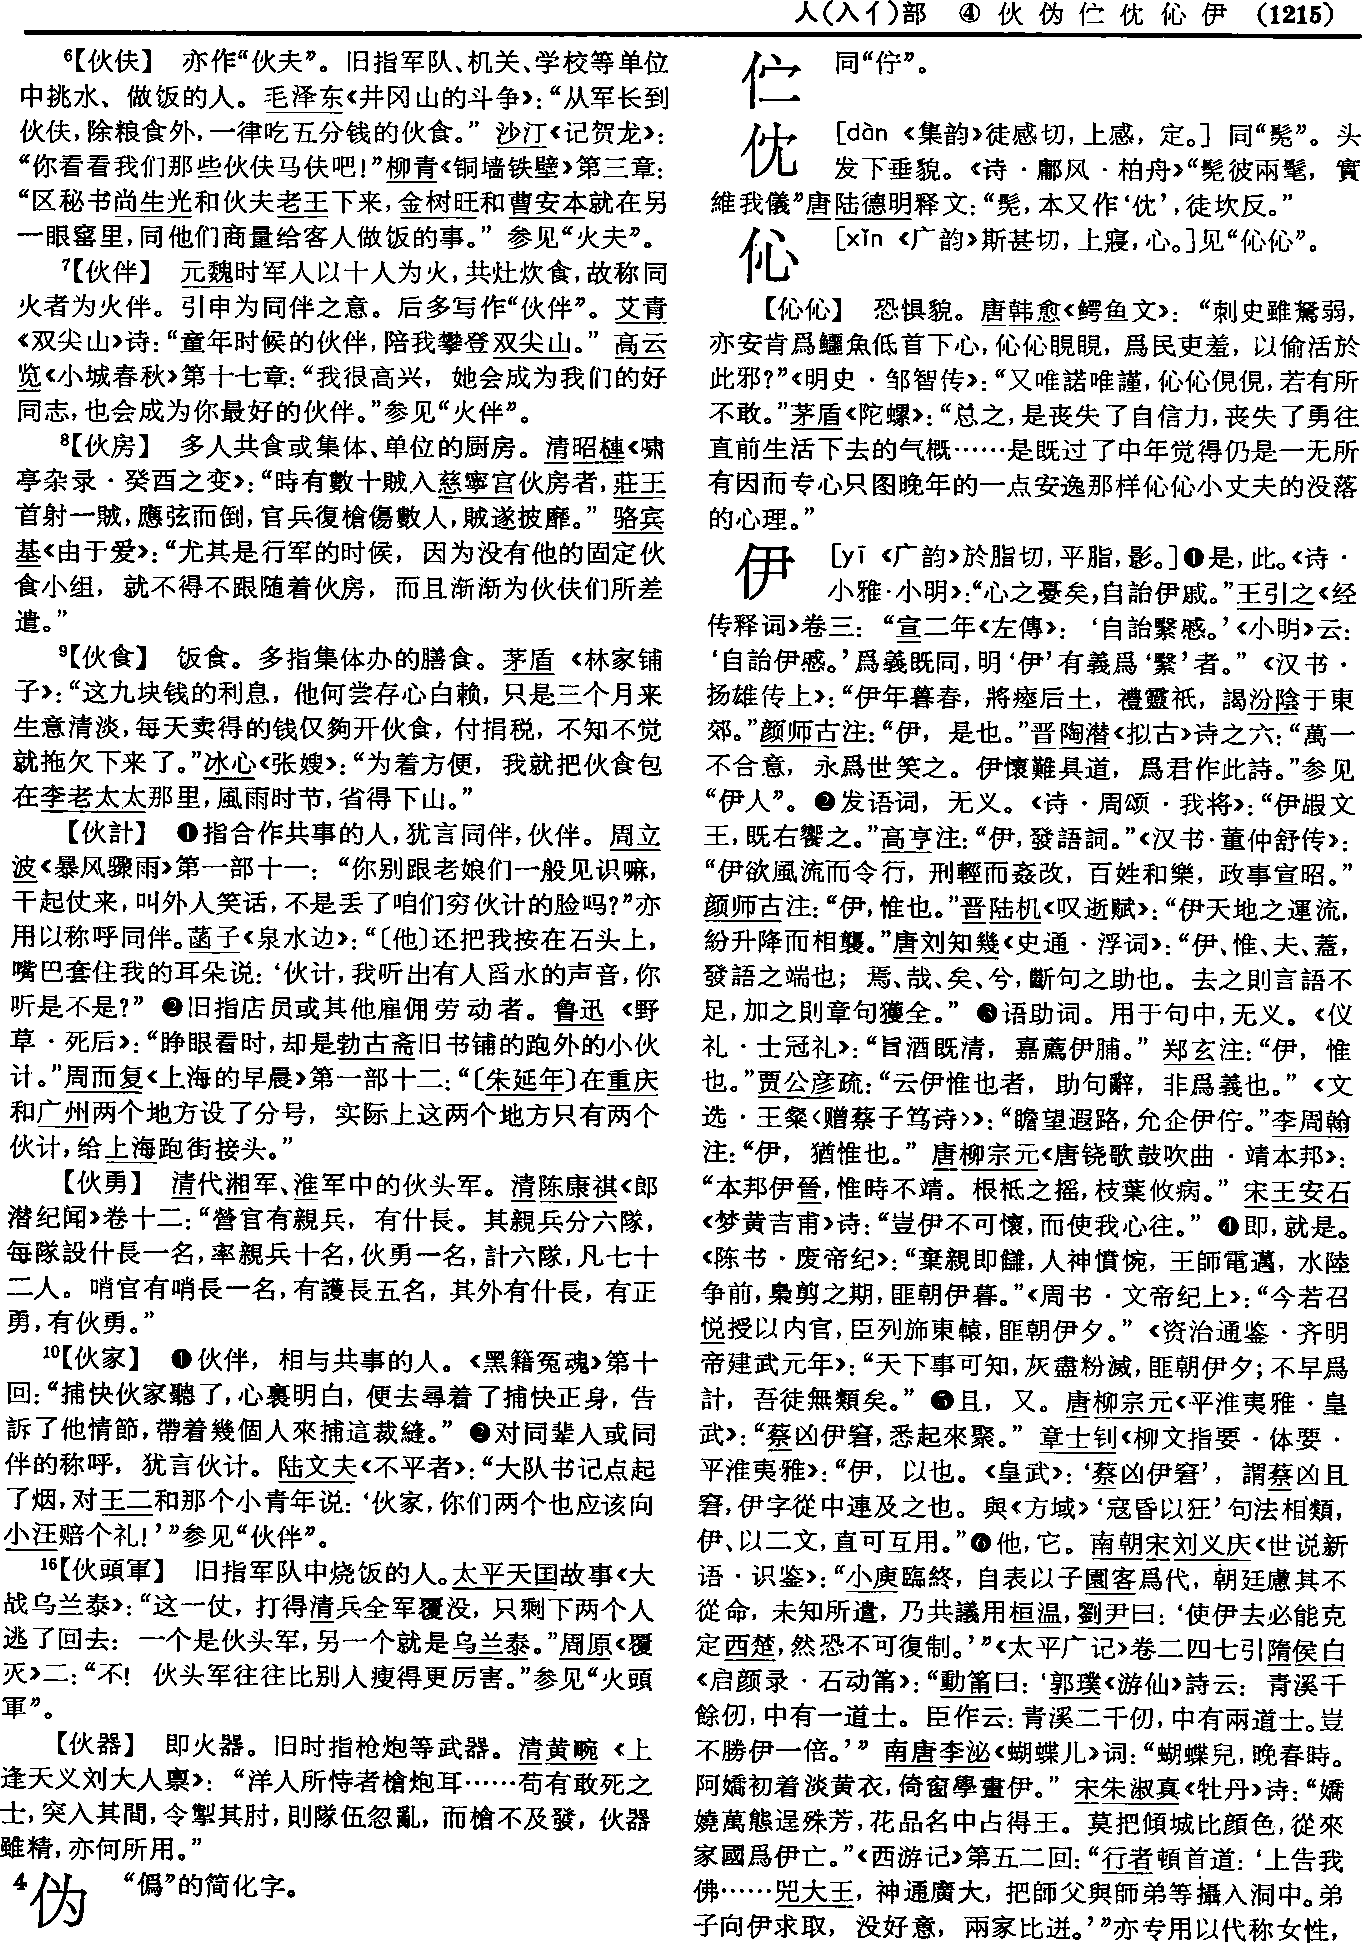 人(入亻)部 ④ 伙伪伫优伈伊 (1215)
⁶【伙伕】 亦作“伙夫”。旧指军队、机关、学校等单位
中挑水、做饭的人。毛泽东《井冈山的斗争》：“从军长到
伙伕，除粮食外，一律吃五分钱的伙食。” 沙汀《记贺龙》：
“你看看我们那些伙伕马伕吧！”柳青《铜墙铁壁》第三章：
“区秘书尚生光和伙夫老王下来，金树旺和曹安本就在另
一眼窰里，同他们商量给客人做饭的事。” 参见“火夫”。
⁷【伙伴】 元魏时军人以十人为火，共灶炊食，故称同
火者为火伴。引申为同伴之意。后多写作“伙伴”。艾青
《双尖山》诗：“童年时候的伙伴，陪我攀登双尖山。” 高云
览《小城春秋》第十七章：“我很高兴，她会成为我们的好
同志，也会成为你最好的伙伴。”参见“火伴”。
⁸【伙房】 多人共食或集体、单位的厨房。清昭槤《啸
亭杂录·癸酉之变》：“時有數十賊入慈寧宫伙房者，莊王
首射一賊，應弦而倒，官兵復槍傷數人，賊遂披靡。” 骆宾
基《由于爱》：“尤其是行军的时候，因为没有他的固定伙
食小组，就不得不跟随着伙房，而且渐渐为伙伕们所差
遣。”
⁹【伙食】 饭食。多指集体办的膳食。茅盾《林家铺
子》：“这九块钱的利息，他何尝存心白赖，只是三个月来
生意清淡，每天卖得的钱仅夠开伙食，付捐税，不知不觉
就拖欠下来了。”冰心《张嫂》：“为着方便，我就把伙食包
在李老太太那里，風雨时节，省得下山。”
【伙計】 ❶指合作共事的人，犹言同伴，伙伴。周立
波《暴风骤雨》第一部十一：“你别跟老娘们一般见识嘛，
干起仗来，叫外人笑话，不是丢了咱们穷伙计的脸吗？”亦
用以称呼同伴。菡子《泉水边》：“〔他〕还把我按在石头上，
嘴巴套住我的耳朵说：‘伙计，我听出有人舀水的声音，你
听是不是？” ❷旧指店员或其他雇佣劳动者。鲁迅《野
草·死后》：“睁眼看时，却是勃古斋旧书铺的跑外的小伙
计。”周而复《上海的早晨》第一部十二：“〔朱延年〕在重庆
和广州两个地方设了分号，实际上这两个地方只有两个
伙计，给上海跑街接头。”
【伙勇】 清代湘军、淮军中的伙头军。清陈康祺《郎
潜纪闻》卷十二：“營官有親兵，有什長。其親兵分六隊，
每隊設什長一名，率親兵十名，伙勇一名，計六隊，凡七十
二人。哨官有哨長一名，有護長五名，其外有什長，有正
勇，有伙勇。”
¹⁰【伙家】 ❶伙伴，相与共事的人。《黑籍冤魂》第十
回：“捕快伙家聽了，心裏明白，便去尋着了捕快正身，告
訴了他情節，帶着幾個人來捕這裁縫。” ❷对同辈人或同
伴的称呼，犹言伙计。陆文夫《不平者》：“大队书记点起
了烟，对王二和那个小青年说：‘伙家，你们两个也应该向
小汪赔个礼！’”参见“伙伴”。
¹⁶【伙頭軍】 旧指军队中烧饭的人。太平天囯故事《大
战乌兰泰》：“这一仗，打得清兵全军覆没，只剩下两个人
逃了回去：一个是伙头军，另一个就是乌兰泰。”周原《覆
灭》二：“不！ 伙头军往往比别人瘦得更厉害。”参见“火頭
軍”。
【伙器】 即火器。旧时指枪炮等武器。清黄畹《上
逢天义刘大人禀》：“洋人所恃者槍炮耳……苟有敢死之
士，突入其間，令掣其肘，則隊伍忽亂，而槍不及發，伙器
雖精，亦何所用。”
⁴伪 “僞”的简化字。
伫 同“佇”。
优 [dàn 《集韵》徒感切，上感，定。] 同“髧”。头
发下垂貌。《诗·鄘风·柏舟》“髧彼兩髦，實
維我儀”唐陆德明释文：“髧，本又作‘优’，徒坎反。”
伈 [xǐn 《广韵》斯甚切，上寝，心。]见“伈伈”。
【伈伈】 恐惧貌。唐韩愈《鳄鱼文》：“刺史雖駑弱，
亦安肯爲鱷魚低首下心，伈伈睍睍，爲民吏羞，以偷活於
此邪？”《明史·邹智传》：“又唯諾唯謹，伈伈俔俔，若有所
不敢。”茅盾《陀螺》：“总之，是丧失了自信力，丧失了勇往
直前生活下去的气概……是既过了中年觉得仍是一无所
有因而专心只图晚年的一点安逸那样伈伈小丈夫的没落
的心理。”
伊 [yī 《广韵》於脂切，平脂，影。]❶是，此。《诗·
小雅·小明》：“心之憂矣，自詒伊戚。”王引之《经
传释词》卷三：“宣二年《左傳》：‘自詒繄慼。’《小明》云：
‘自詒伊慼。’爲義既同，明‘伊’有義爲‘繄’者。” 《汉书·
扬雄传上》：“伊年暮春，將瘞后土，禮靈祇，謁汾陰于東
郊。”颜师古注：“伊，是也。”晋陶潜《拟古》诗之六：“萬一
不合意，永爲世笑之。伊懷難具道，爲君作此詩。”参见
“伊人”。❷发语词，无义。《诗·周颂·我将》：“伊嘏文
王，既右饗之。”高亨注：“伊，發語詞。”《汉书·董仲舒传》：
“伊欲風流而令行，刑輕而姦改，百姓和樂，政事宣昭。”
颜师古注：“伊，惟也。”晋陆机《叹逝赋》：“伊天地之運流，
紛升降而相襲。”唐刘知幾《史通·浮词》：“伊、惟、夫、蓋，
發語之端也；焉、哉、矣、兮，斷句之助也。去之則言語不
足，加之則章句獲全。” ❸语助词。用于句中，无义。《仪
礼·士冠礼》：“旨酒既清，嘉薦伊脯。” 郑玄注：“伊，惟
也。”贾公彦疏：“云伊惟也者，助句辭，非爲義也。” 《文
选·王粲〈赠蔡子笃诗〉》：“瞻望遐路，允企伊佇。”李周翰
注：“伊，猶惟也。” 唐柳宗元《唐铙歌鼓吹曲·靖本邦》：
“本邦伊晉，惟時不靖。根柢之摇，枝葉攸病。” 宋王安石
《梦黄吉甫》诗：“豈伊不可懷，而使我心往。” ❹即，就是。
《陈书·废帝纪》：“棄親即讎，人神憤惋，王師電邁，水陸
争前，梟剪之期，匪朝伊暮。”《周书·文帝纪上》：“今若召
悦授以内官，臣列旆東轅，匪朝伊夕。” 《资治通鉴·齐明
帝建武元年》：“天下事可知，灰盡粉滅，匪朝伊夕；不早爲
計，吾徒無類矣。” ❺且，又。唐柳宗元《平淮夷雅·皇
武》：“蔡凶伊窘，悉起來聚。” 章士钊《柳文指要·体要·
平淮夷雅》：“伊，以也。《皇武》：‘蔡凶伊窘’，謂蔡凶且
窘，伊字從中連及之也。與《方城》‘寇昏以狂’句法相類，
伊、以二文，直可互用。”❻他，它。南朝宋刘义庆《世说新
语·识鉴》：“小庾臨終，自表以子園客爲代，朝廷慮其不
從命，未知所遣，乃共議用桓温，劉尹曰：‘使伊去必能克
定西楚，然恐不可復制。’”《太平广记》卷二四七引隋侯白
《启颜录·石动筩》：“動筩曰：‘郭璞《游仙》詩云：青溪千
餘仞，中有一道士。臣作云：青溪二千仞，中有兩道士。豈
不勝伊一倍。’” 南唐李泌《蝴蝶儿》词：“蝴蝶兒，晚春時。
阿嬌初着淡黄衣，倚窗學畫伊。” 宋朱淑真《牡丹》诗：“嬌
嬈萬態逞殊芳，花品名中占得王。莫把傾城比顔色，從來
家國爲伊亡。”《西游记》第五二回：“行者頓首道：‘上告我
佛……兕大王，神通廣大，把師父與師弟等攝入洞中。弟
子向伊求取，没好意，兩家比迸。’”亦专用以代称女性，